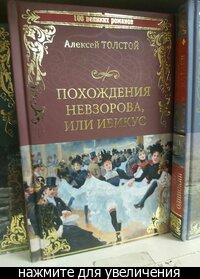 100 ВЕЛИКИХ РОМАНОВ
Алексей ТОЛСТОЙ
ПОХОЖДЕНИЯ
НЕВЗОРОВА,
ИЛИ ИБИКУС
нажмите для увеличения